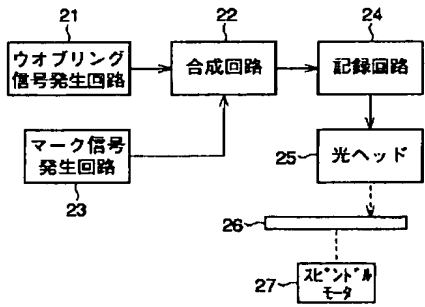 21
ウオブリング
信号発生回路
22
合成回路
24
記録回路
マーク信号
発生回路
23
25
光ヘッド
26
27
スピンドル
モータ